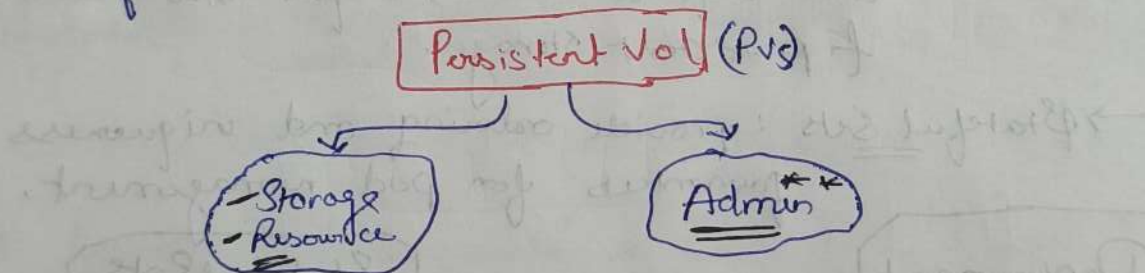 Persistent Vol (PVs)
- Storage
- Resource
Admin **